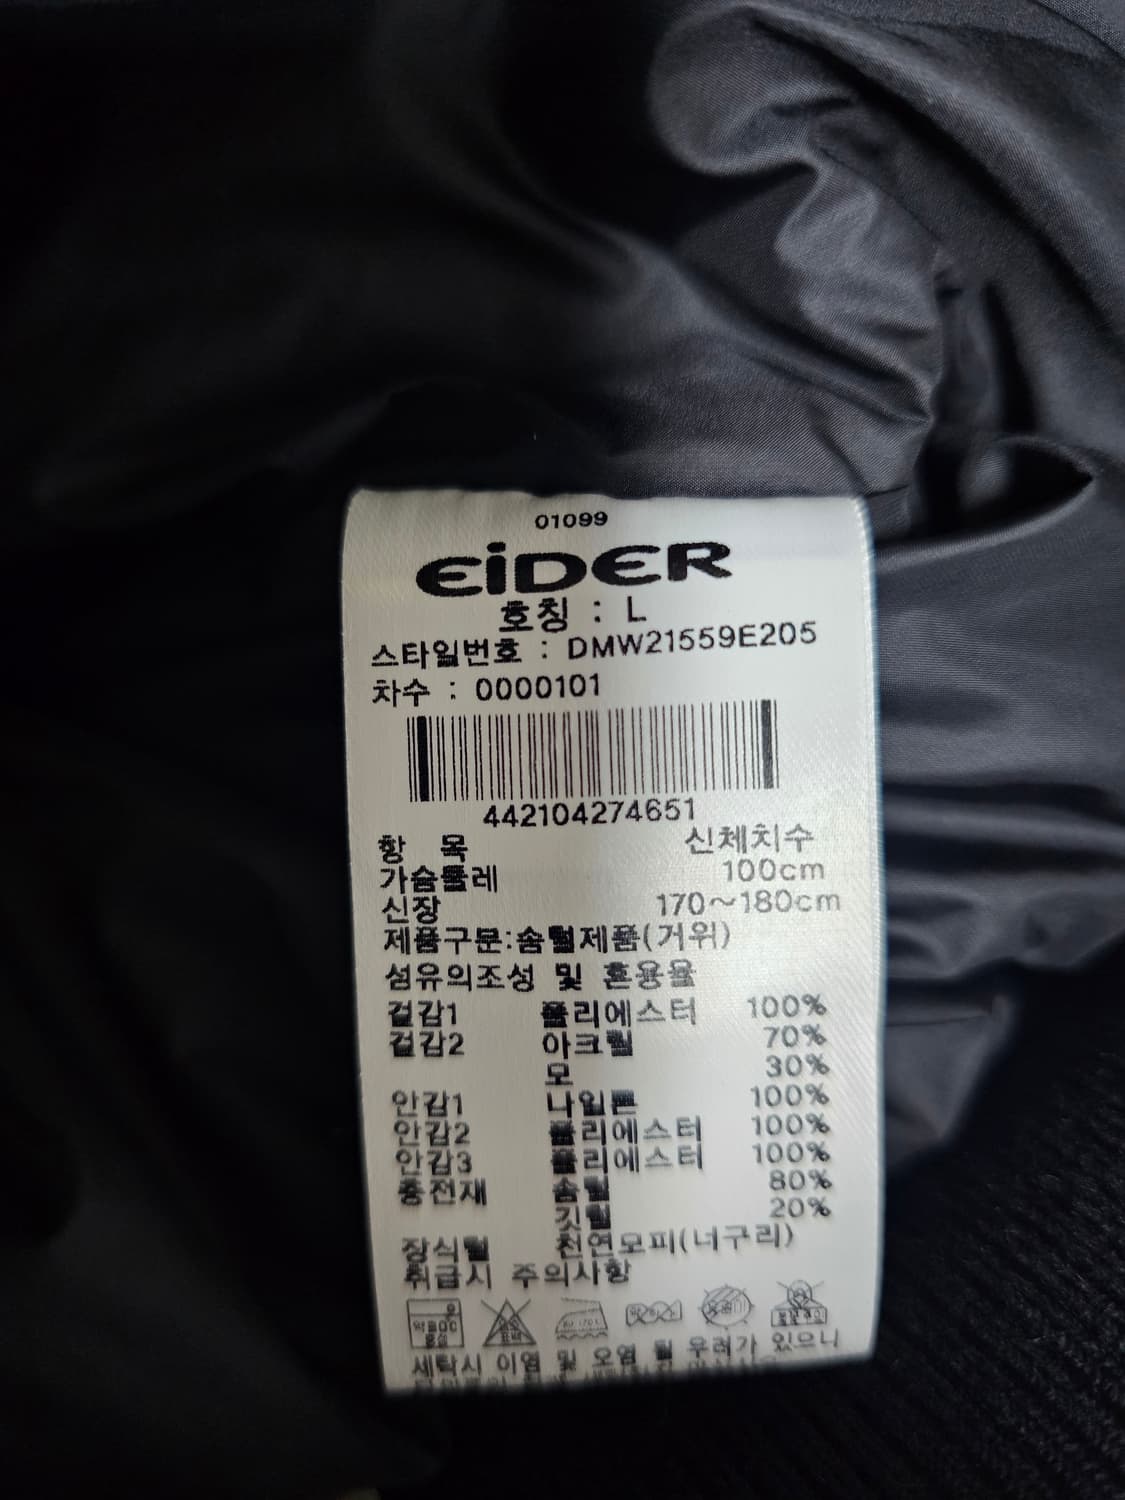 01099
EiDER
호칭 : L
스타일번호 : DMW21559E205
차수 : 0000101
442104274651
항 목 신체치수
가슴둘레 100cm
신장 170~180cm
제품구분:솜털제품(거위)
섬유의조성 및 혼용율
겉감1 폴리에스터 100%
겉감2 아크릴 70%
모 30%
안감1 나일론 100%
안감2 폴리에스터 100%
안감3 폴리에스터 100%
충전재 솜털 80%
깃털 20%
장식털 천연모피(너구리)
취급시 주의사항
세탁시 이염 및 오염 될 우려가 있으니